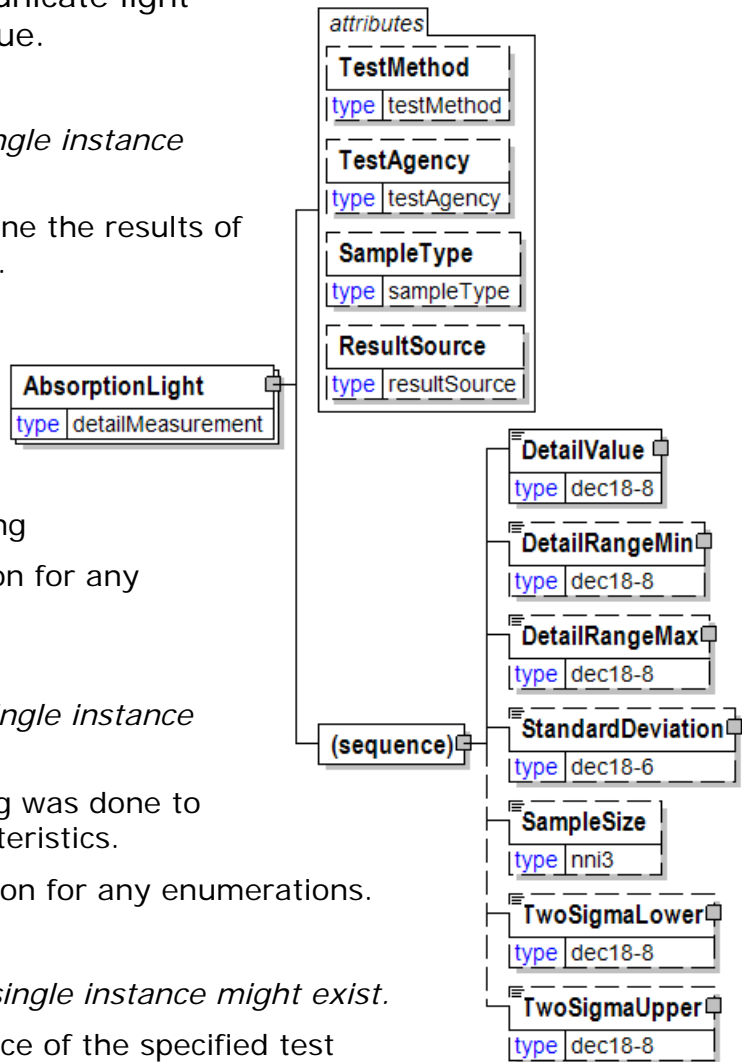 unicate light
ue.
ngle instance
ne the results of
.
ng
on for any
ingle instance
g was done to
teristics.
on for any enumerations.
single instance might exist.
ce of the specified test
AbsorptionLight
type detailMeasurement
attributes
TestMethod
type testMethod
TestAgency
type testAgency
SampleType
type sampleType
ResultSource
type resultSource
(sequence)
DetailValue
type dec18-8
DetailRangeMin
type dec18-8
DetailRangeMax
type dec18-8
StandardDeviation
type dec18-6
SampleSize
type nni3
TwoSigmaLower
type dec18-8
TwoSigmaUpper
type dec18-8